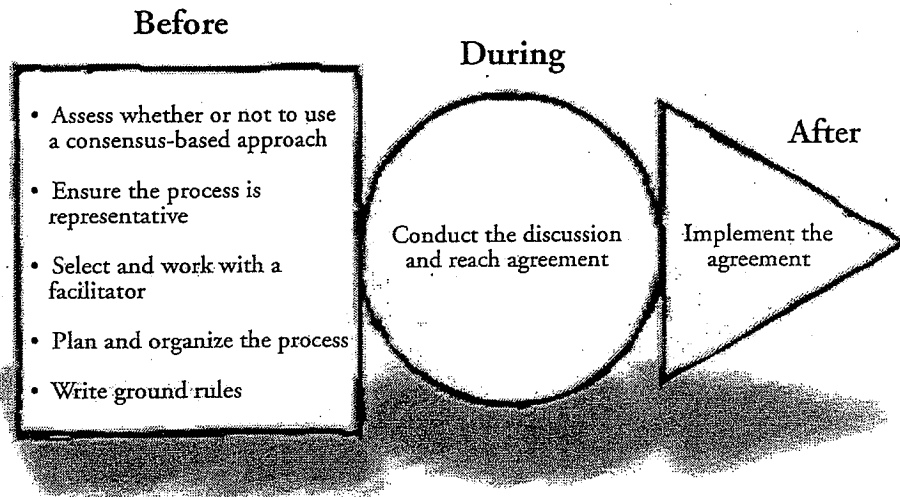 Before
• Assess whether or not to use
a consensus-based approach
• Ensure the process is
representative
• Select and work with a
facilitator
• Plan and organize the process
• Write ground rules
During
Conduct the discussion
and reach agreement
After
Implement the
agreement